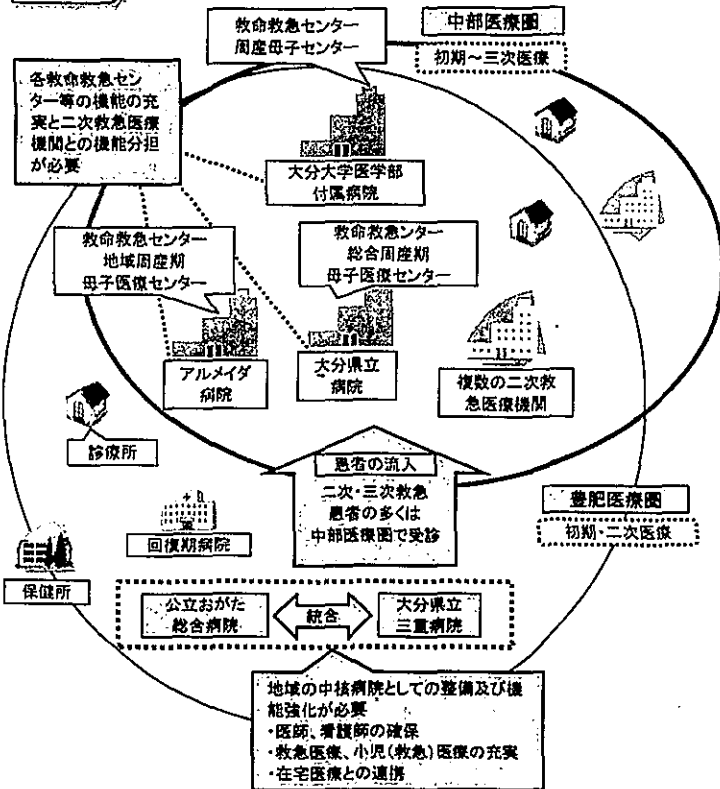 救命救急センター
周産母子センター
中部医療圏
初期～三次医療
各救命救急セン
ター等の機能の充
実と二次救急医療
機関との機能分担
が必要
大分大学医学部
付属病院
救命救急センター
地域周産期
母子医療センター
救命救急ンター
総合周産期
母子医療センター
アルメイダ
病院
大分県立
病院
複数の二次救
急医療機関
診療所
患者の流入
二次・三次救急
患者の多くは
中部医療圏で受診
豊肥医療圏
初期・二次医療
回復期病院
保健所
公立おがた
総合病院
統合
大分県立
三重病院
地域の中核病院としての整備及び機
能強化が必要
・医師、看護師の確保
・救急医療、小児(救急)医療の充実
・在宅医療との連携